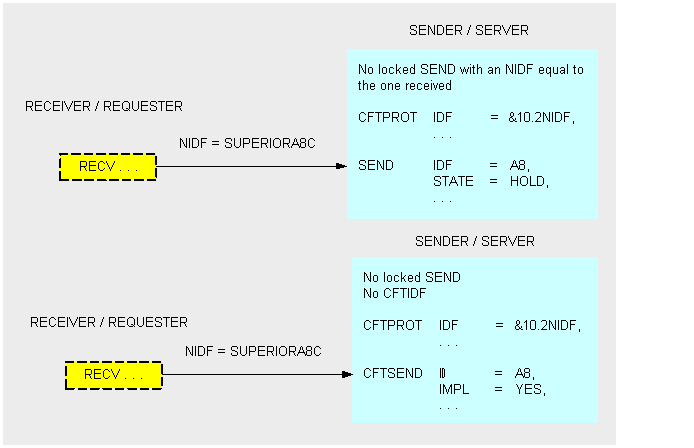 SENDER / SERVER
No locked SEND with an NIDF equal to
the one received
RECEIVER / REQUESTER
CFTPROT IDF = &10.2NIDF,
. . .
NIDF = SUPERIORA8C
RECV . . .
SEND IDF = A8,
STATE = HOLD,
. . .
SENDER / SERVER
No locked SEND
No CFTIDF
RECEIVER / REQUESTER
CFTPROT IDF = &10.2NIDF,
. . .
NIDF = SUPERIORA8C
RECV . . .
CFTSEND ID = A8,
IMPL = YES,
. . .